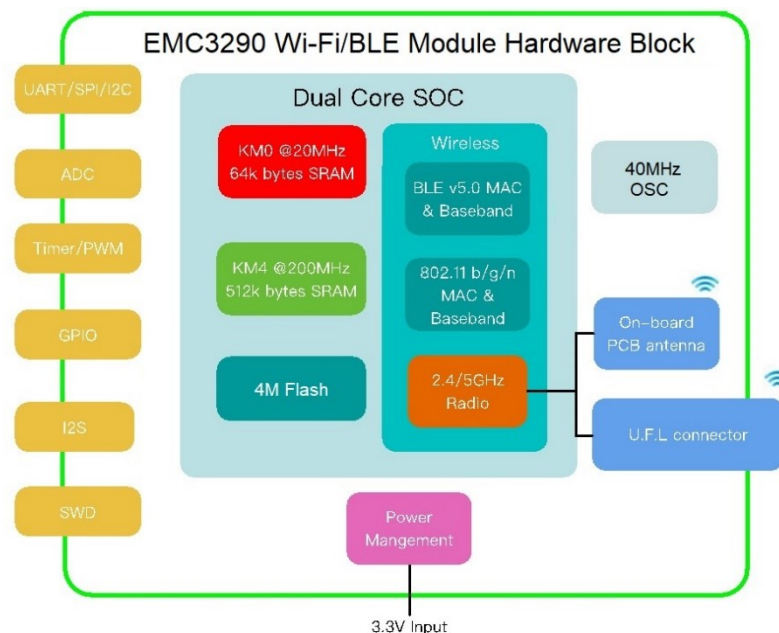 EMC3290 Wi-Fi/BLE Module Hardware Block
UART/SPI/I2C
ADC
Timer/PWM
GPIO
I2S
SWD
Dual Core SOC
KM0 @20MHz
64k bytes SRAM
KM4 @200MHz
512k bytes SRAM
4M Flash
Wireless
BLE v5.0 MAC
& Baseband
802.11 b/g/n
MAC &
Baseband
2.4/5GHz
Radio
40MHz
OSC
On-board
PCB antenna
U.F.L connector
Power
Mangement
3.3V Input